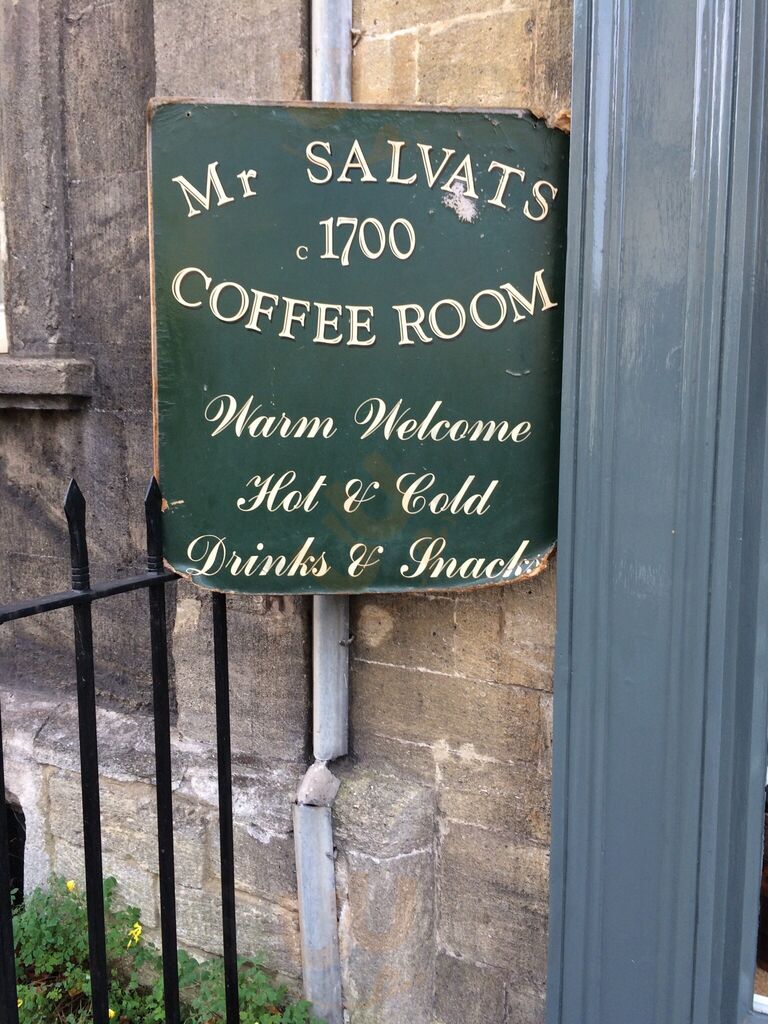 Mr SALVATS
c 1700
COFFEE ROOM
Warm Welcome
Hot & Cold
Drinks & Snacks